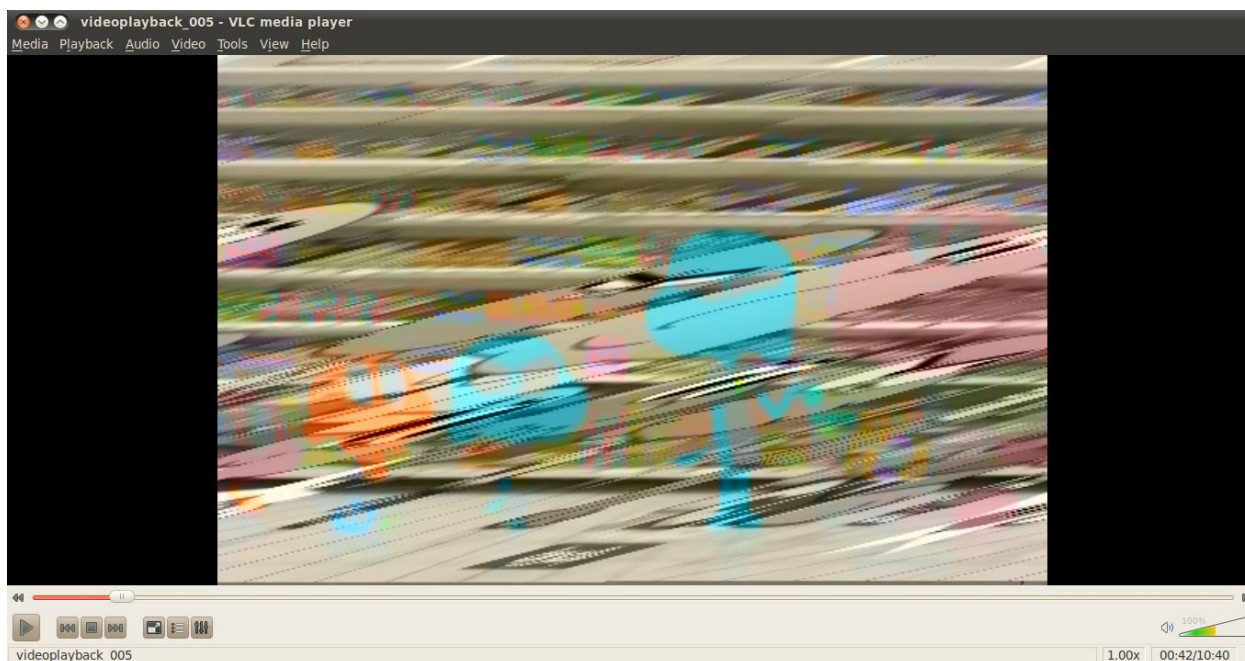 videoplayback_005 - VLC media player
Media Playback Audio Video Tools View Help
100%
videoplayback_005 1.00x 00:42/10:40